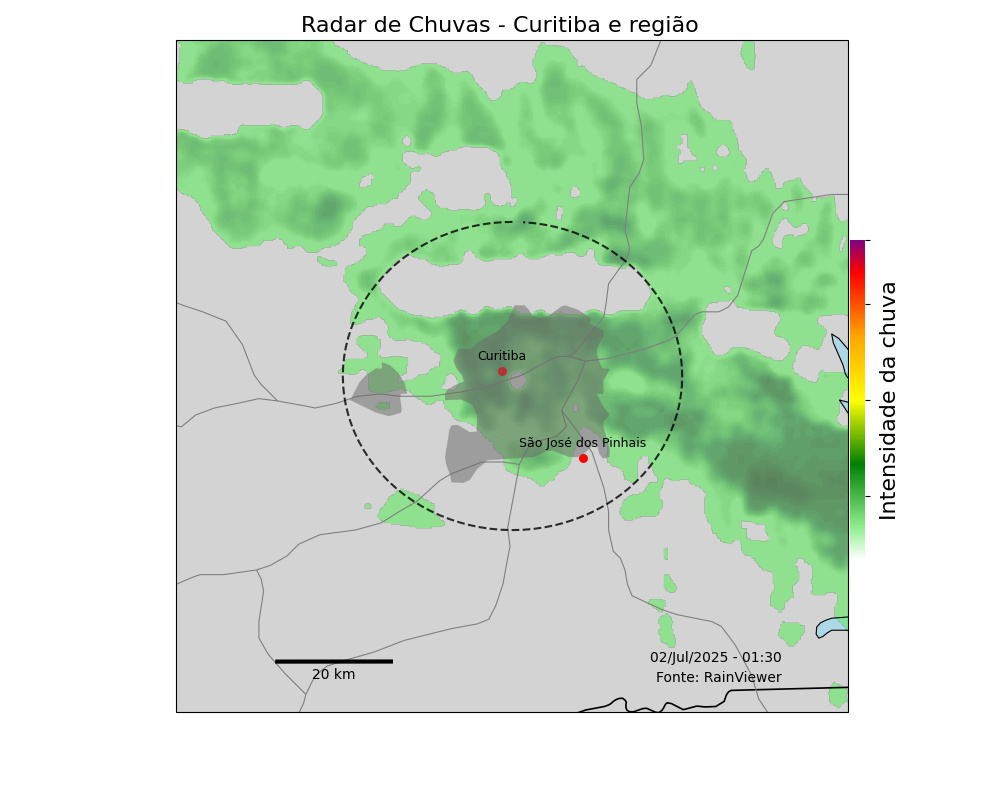 Radar de Chuvas - Curitiba e região
Curitiba
São José dos Pinhais
Intensidade da chuva
02/Jul/2025 - 01:30
Fonte: RainViewer
20 km